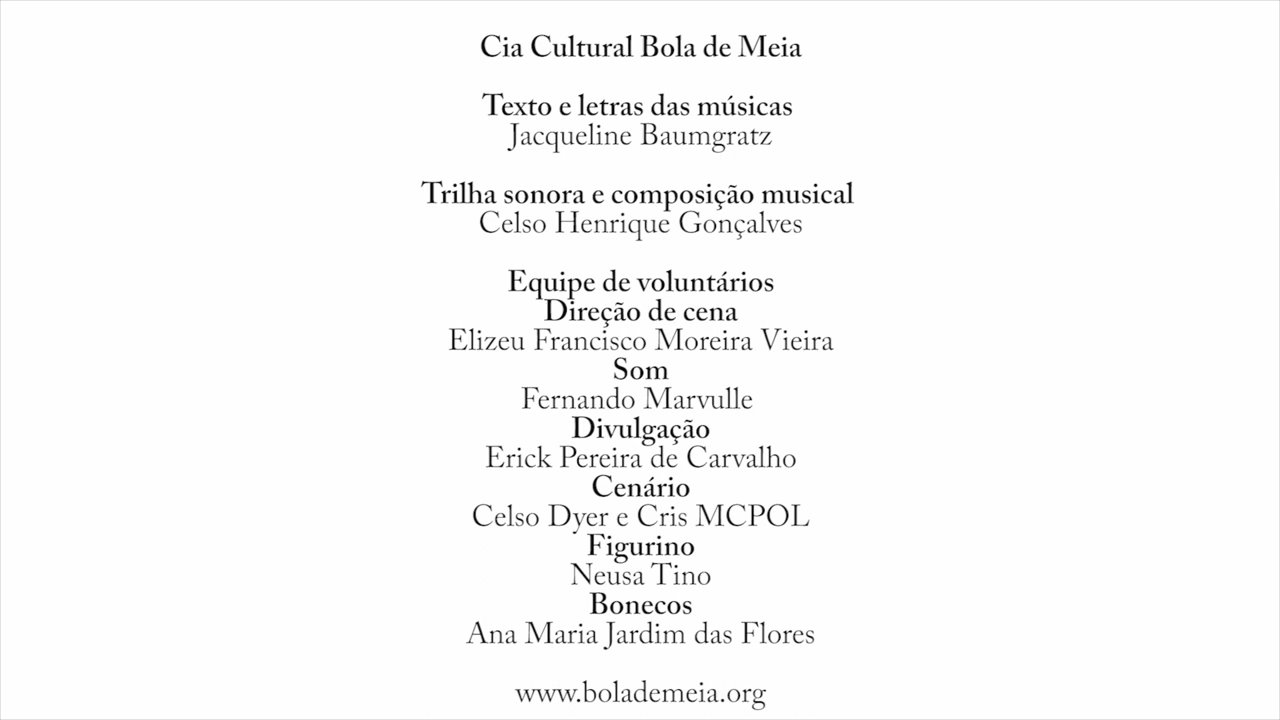 Cia Cultural Bola de Meia
Texto e letras das músicas
Jacqueline Baumgratz
Trilha sonora e composição musical
Celso Henrique Gonçalves
Equipe de voluntários
Direção de cena
Elizeu Francisco Moreira Vieira
Som
Fernando Marvulle
Divulgação
Erick Pereira de Carvalho
Cenário
Celso Dyer e Cris MCPOL
Figurino
Neusa Tino
Bonecos
Ana Maria Jardim das Flores
www.bolademeia.org